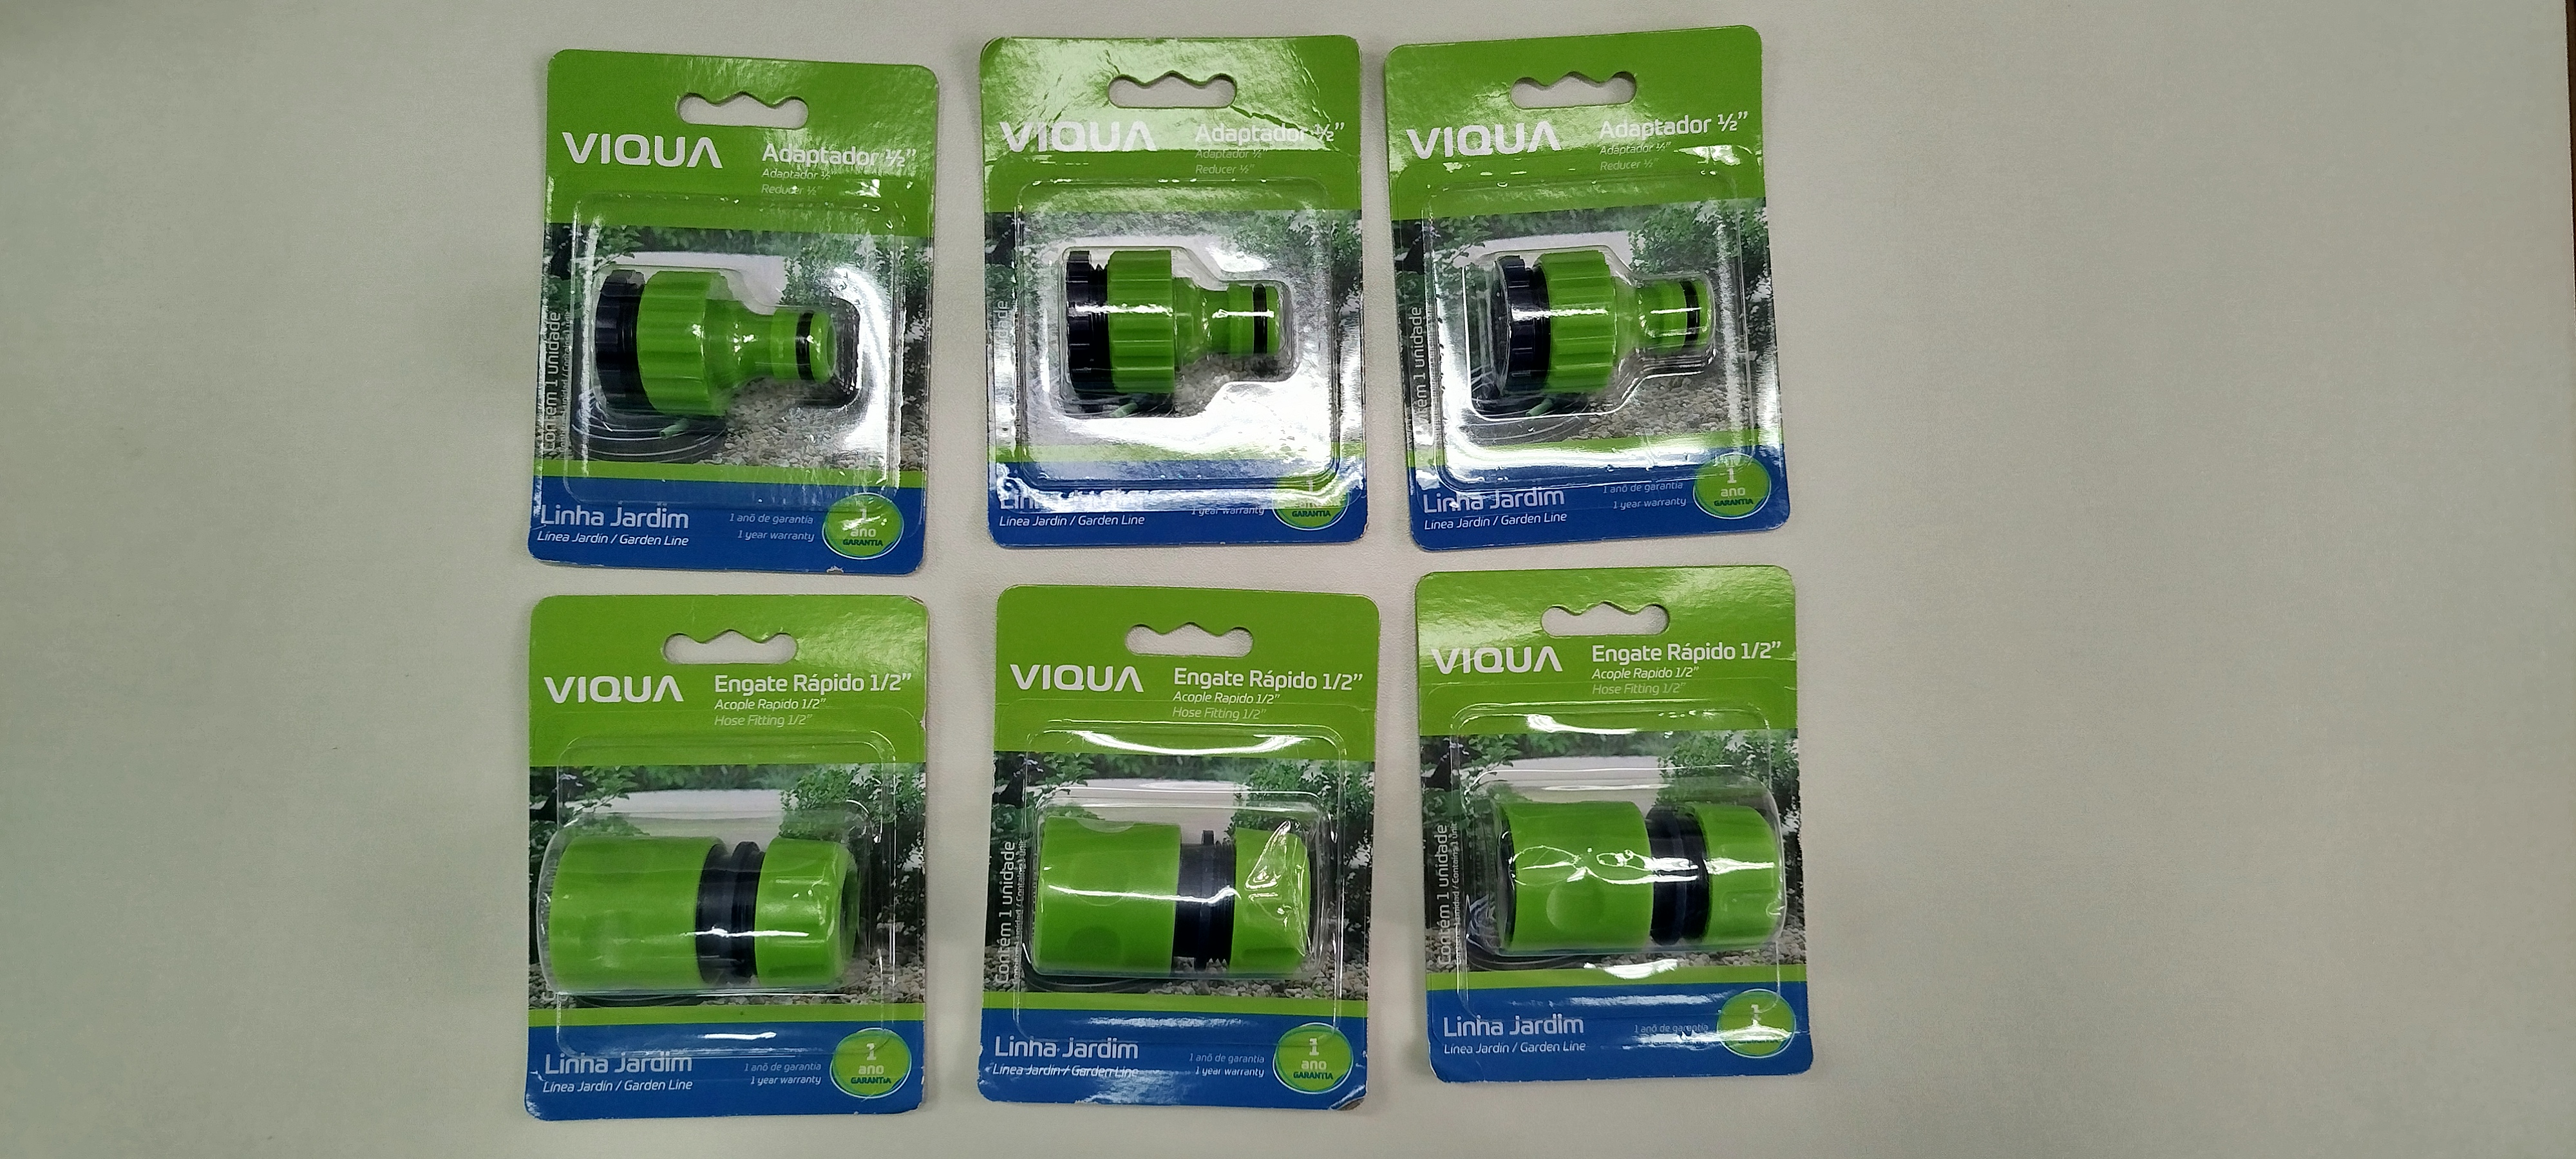 VIQUA
Adaptador ½”
Adaptador ½”
Reducer ½”
Contém 1 unidade
Linha Jardim
Línea Jardín / Garden Line
1 anõ de garantia
1 year warranty
1
ano
GARANTIA
VIQUA
Adaptador ½”
Adaptador ½”
Reducer ½”
Contém 1 unidade
Línea Jardín / Garden Line
1 year warranty
GARANTIA
VIQUA
Adaptador ½”
Adaptador ½”
Reducer ½”
1 unidade
Linha Jardim
Línea Jardín / Garden Line
1 anõ de garantia
1 year warranty
1
ano
GARANTIA
VIQUA
Engate Rápido 1/2”
Acople Rapido 1/2”
Hose Fitting 1/2”
Linha Jardim
Línea Jardín / Garden Line
1 anõ de garantia
1 year warranty
1
ano
GARANTIA
VIQUA
Engate Rápido 1/2”
Acople Rapido 1/2”
Hose Fitting 1/2”
Contém 1 unidade
Linha Jardim
Línea Jardín / Garden Line
1 anõ de garantia
1 year warranty
1
ano
GARANTIA
VIQUA
Engate Rápido 1/2”
Acople Rapido 1/2”
Hose Fitting 1/2”
Contém 1 unidade
Linha Jardim
Línea Jardín / Garden Line
1 anõ de garantia
1